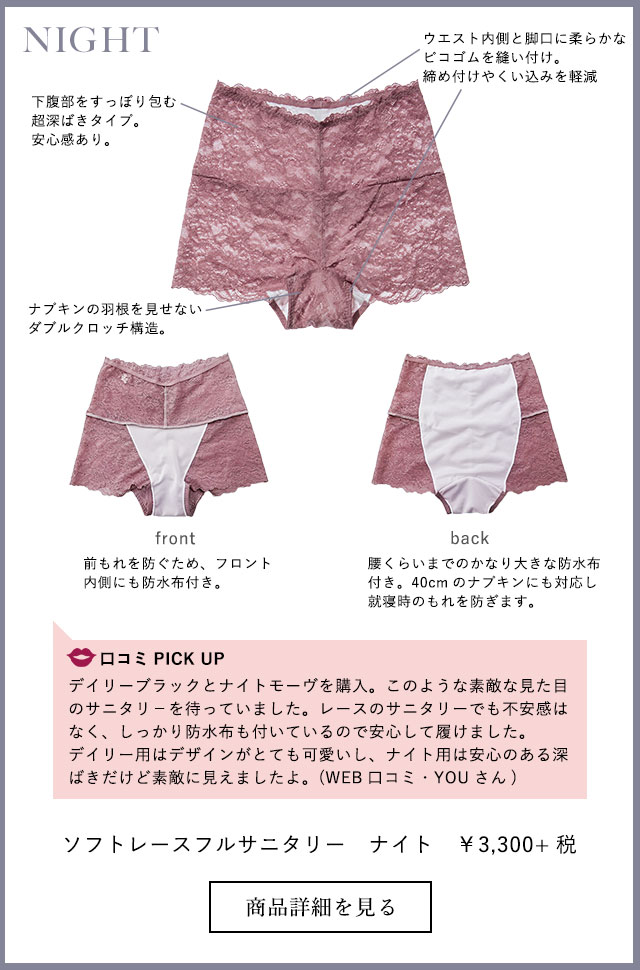 NIGHT
ウエスト内側と脚口に柔らかな
ピコゴムを縫い付け。
締め付けやくい込みを軽減
下腹部をすっぽり包む
超深ばきタイプ。
安心感あり。
ナプキンの羽根を見せない
ダブルクロッチ構造。
front
前もれを防ぐため、フロント
内側にも防水布付き。
back
腰くらいまでのかなり大きな防水布
付き。40cmのナプキンにも対応し
就寝時のもれを防ぎます。
口コミ PICK UP
デイリーブラックとナイトモーヴを購入。このような素敵な見た目
のサニタリ－を待っていました。レースのサニタリーでも不安感は
なく、しっかり防水布も付いているので安心して履けました。
デイリー用はデザインがとても可愛いし、ナイト用は安心のある深
ばきだけど素敵に見えましたよ。（WEB口コミ・YOUさん）
ソフトレースフルサニタリー　ナイト　￥3,300+税
商品詳細を見る